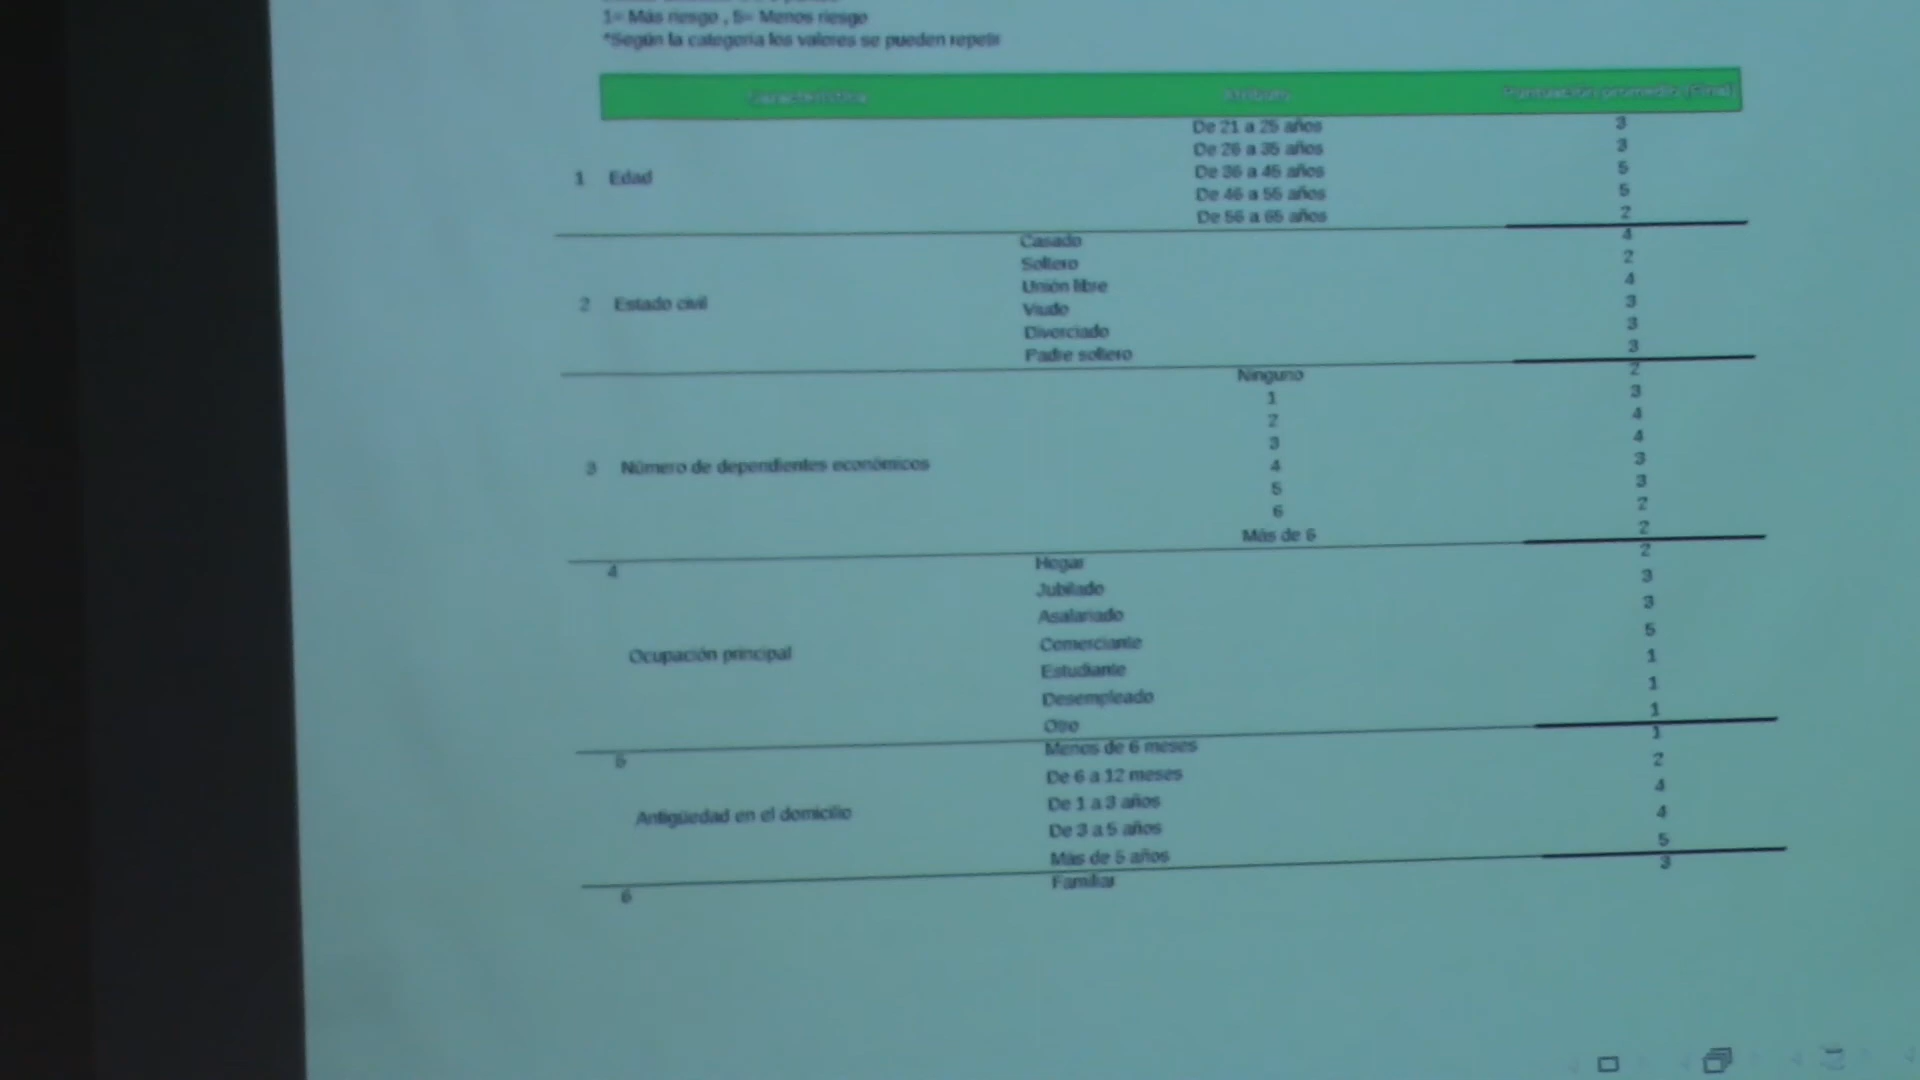 1= Más riesgo , 5= Menos riesgo
*Según la categoría los valores se pueden repetir
Característica Atributo Puntuación promedio (Final)
De 21 a 25 años 3
De 26 a 35 años 3
1 Edad De 36 a 45 años 5
De 46 a 55 años 5
De 56 a 65 años 2
Casado 4
Soltero 2
Unión libre 4
2 Estado civil Viudo 3
Divorciado 3
Padre soltero 3
Ninguno 2
1 3
2 4
3 4
3 Número de dependientes económicos 4 3
5 3
6 2
Más de 6 2
4 Hogar 2
Jubilado 3
Asalariado 3
Ocupación principal Comerciante 5
Estudiante 1
Desempleado 1
Otro 1
5 Menos de 6 meses 1
De 6 a 12 meses 2
Antigüedad en el domicilio De 1 a 3 años 4
De 3 a 5 años 4
Más de 5 años 5
6 Familiar 3